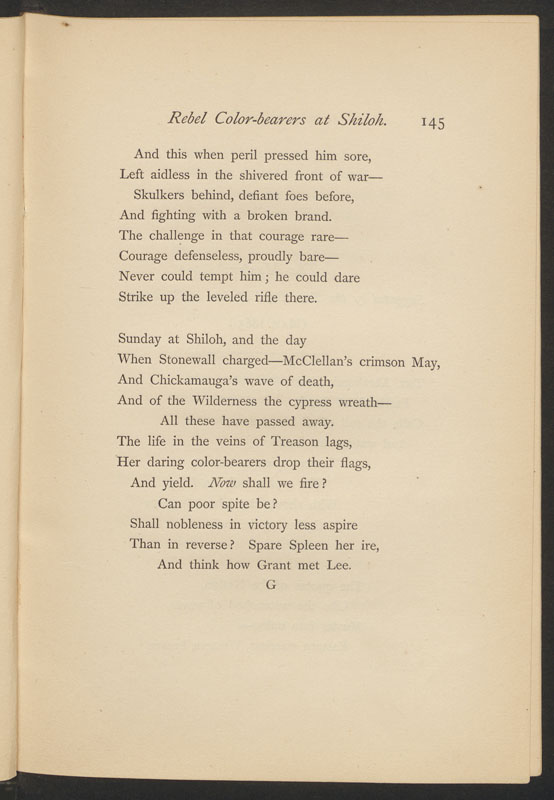 Rebel Color-bearers at Shiloh. 145
And this when peril pressed him sore,
Left aidless in the shivered front of war—
Skulkers behind, defiant foes before,
And fighting with a broken brand.
The challenge in that courage rare—
Courage defenseless, proudly bare—
Never could tempt him; he could dare
Strike up the leveled rifle there.
Sunday at Shiloh, and the day
When Stonewall charged—McClellan's crimson May,
And Chickamauga's wave of death,
And of the Wilderness the cypress wreath—
All these have passed away.
The life in the veins of Treason lags,
Her daring color-bearers drop their flags,
And yield. Now shall we fire?
Can poor spite be?
Shall nobleness in victory less aspire
Than in reverse? Spare Spleen her ire,
And think how Grant met Lee.
G